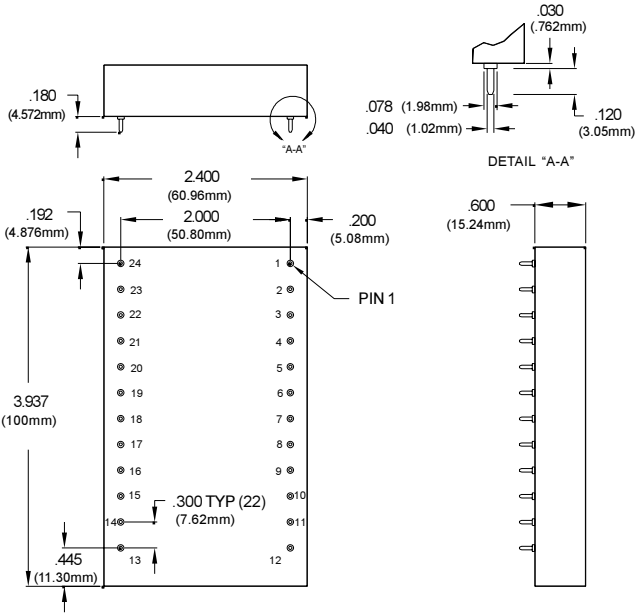 .030
(.762mm)
.180
(4.572mm)
.078 (1.98mm)
.040 (1.02mm)
.120
(3.05mm)
"A-A"
DETAIL "A-A"
2.400
(60.96mm)
2.000
(50.80mm)
.192
(4.876mm)
.200
(5.08mm)
.600
(15.24mm)
24 1
PIN 1
23 2
22 3
21 4
20 5
19 6
3.937
(100mm)
18 7
17 8
16 9
15 10
.300 TYP (22)
(7.62mm)
14 11
13 12
.445
(11.30mm)